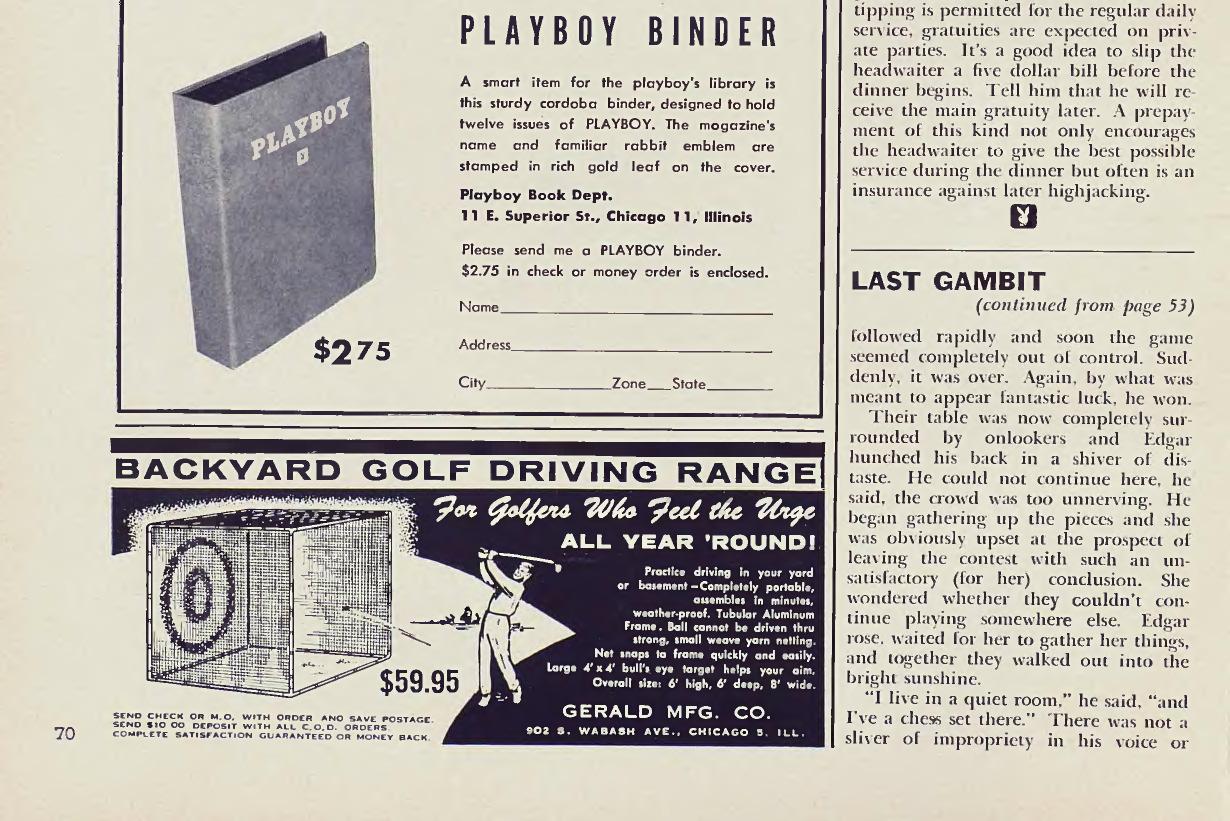 PLAYBOY BINDER
A smart item for the playboy's library is
this sturdy cordoba binder, designed to hold
twelve issues of PLAYBOY. The mogazine's
name and familiar rabbit emblem are
stamped in rich gold leaf on the cover.
Playboy Book Dept.
11 E. Superior St., Chicago 11, Illinois
Please send me a PLAYBOY binder.
$2.75 in check or money order is enclosed.
Name
Address
City Zone State
PLAYBOY
$275
BACKYARD GOLF DRIVING RANGE
For Golfers Who Feel the Urge
ALL YEAR 'ROUND!
Practice driving in your yard
or basement—Completely portable,
assembles in minutes,
weather-proof. Tubular Aluminum
Frame. Ball cannot be driven thru
strong, small weave yarn netting.
Net snaps to frame quickly and easily.
Large 4' x 4' bull's eye target helps your aim.
Overall size: 6' high, 6' deep, 8' wide.
$59.95
GERALD MFG. CO.
902 S. WABASH AVE., CHICAGO 5, ILL.
SEND CHECK OR M.O. WITH ORDER AND SAVE POSTAGE.
SEND $10 00 DEPOSIT WITH ALL C.O.D. ORDERS.
COMPLETE SATISFACTION GUARANTEED OR MONEY BACK.
70
tipping is permitted for the regular daily
service, gratuities are expected on priv-
ate parties. It's a good idea to slip the
headwaiter a five dollar bill before the
dinner begins. Tell him that he will re-
ceive the main gratuity later. A prepay-
ment of this kind not only encourages
the headwaiter to give the best possible
service during the dinner but often is an
insurance against later highjacking.
LAST GAMBIT
(continued from page 53)
followed rapidly and soon the game
seemed completely out of control. Sud-
denly, it was over. Again, by what was
meant to appear fantastic luck, he won.
Their table was now completely sur-
rounded by onlookers and Edgar
hunched his back in a shiver of dis-
taste. He could not continue here, he
said, the crowd was too unnerving. He
began gathering up the pieces and she
was obviously upset at the prospect of
leaving the contest with such an un-
satisfactory (for her) conclusion. She
wondered whether they couldn't con-
tinue playing somewhere else. Edgar
rose, waited for her to gather her things,
and together they walked out into the
bright sunshine.
"I live in a quiet room," he said, "and
I've a chess set there." There was not a
sliver of impropriety in his voice or